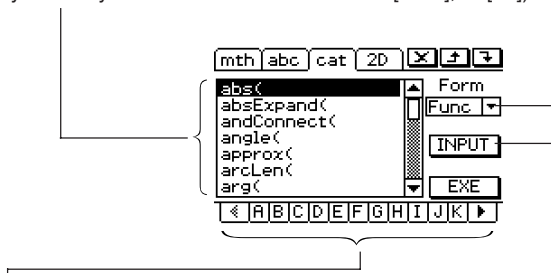 mth abc cat 2D
abs(
Form
absExpand(
Func
andConnect(
angle(
INPUT
approx(
arcLen(
arg(
EXE
A B C D E F G H I J K